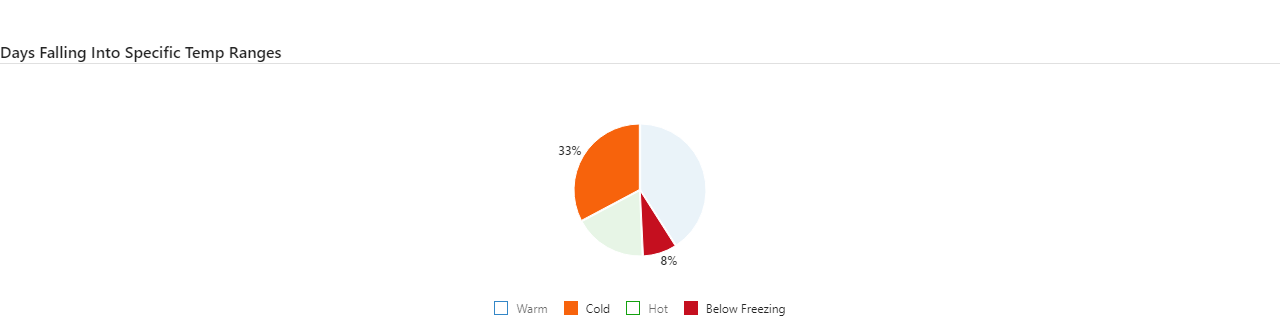 Days Falling Into Specific Temp Ranges
33%
8%
Warm Cold Hot Below Freezing